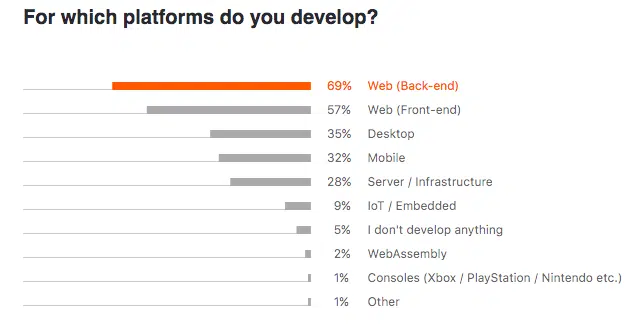 For which platforms do you develop?
69% Web (Back-end)
57% Web (Front-end)
35% Desktop
32% Mobile
28% Server / Infrastructure
9% IoT / Embedded
5% I don't develop anything
2% WebAssembly
1% Consoles (Xbox / PlayStation / Nintendo etc.)
1% Other